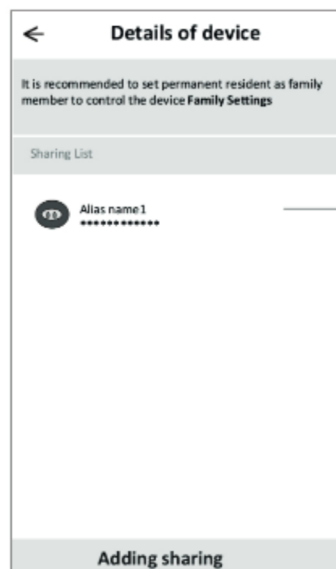 Details of device
It is recommended to set permanent resident as family
member to control the device Family Settings
Sharing List
Alias name1
************
Adding sharing